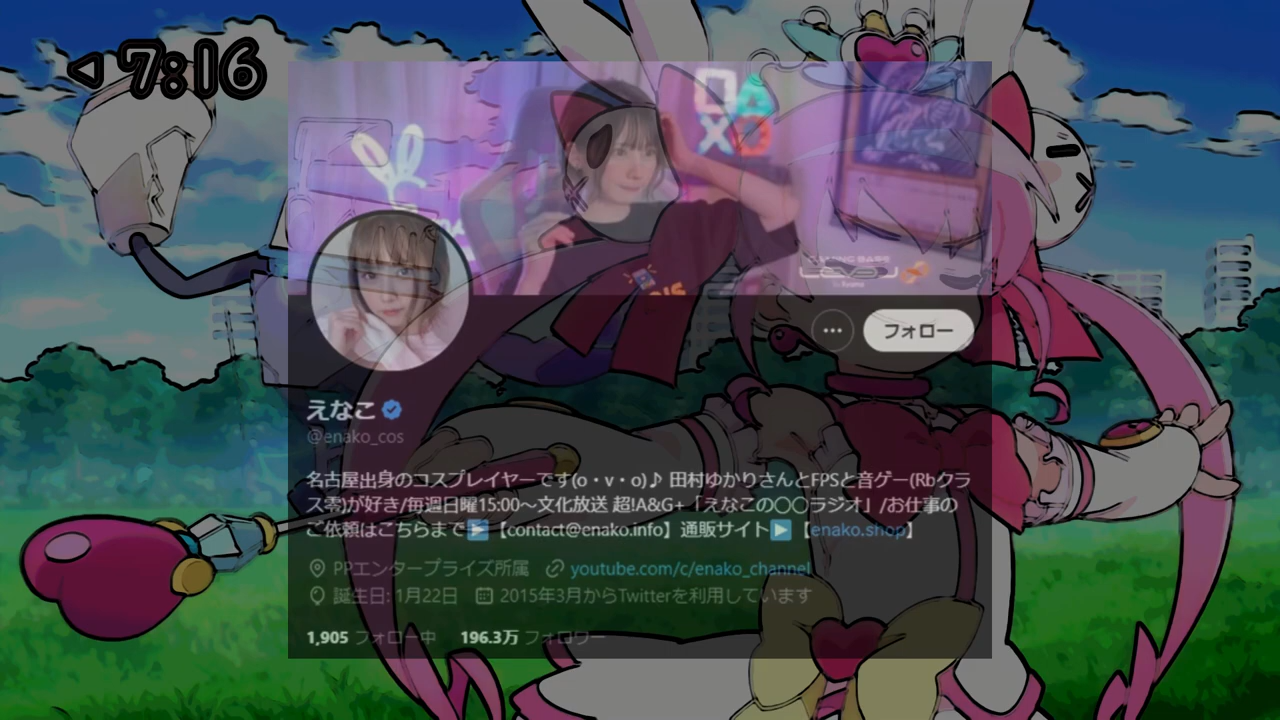 7:16
フォロー
えなこ
@enako_cos
名古屋出身のコスプレイヤーです(o・v・o)♪ 田村ゆかりさんとFPSと音ゲー(Rbクラ
ス零)が好き/毎週日曜15:00～文化放送 超!A&G+「えなこの〇〇ラジオ」/お仕事の
ご依頼はこちらまで▶【contact@enako.info】通販サイト▶【enako.shop】
PPエンタープライズ所属 youtube.com/c/enako_channel
誕生日: 1月22日 2015年3月からTwitterを利用しています
1,905 フォロー中 196.3万 フォロワー